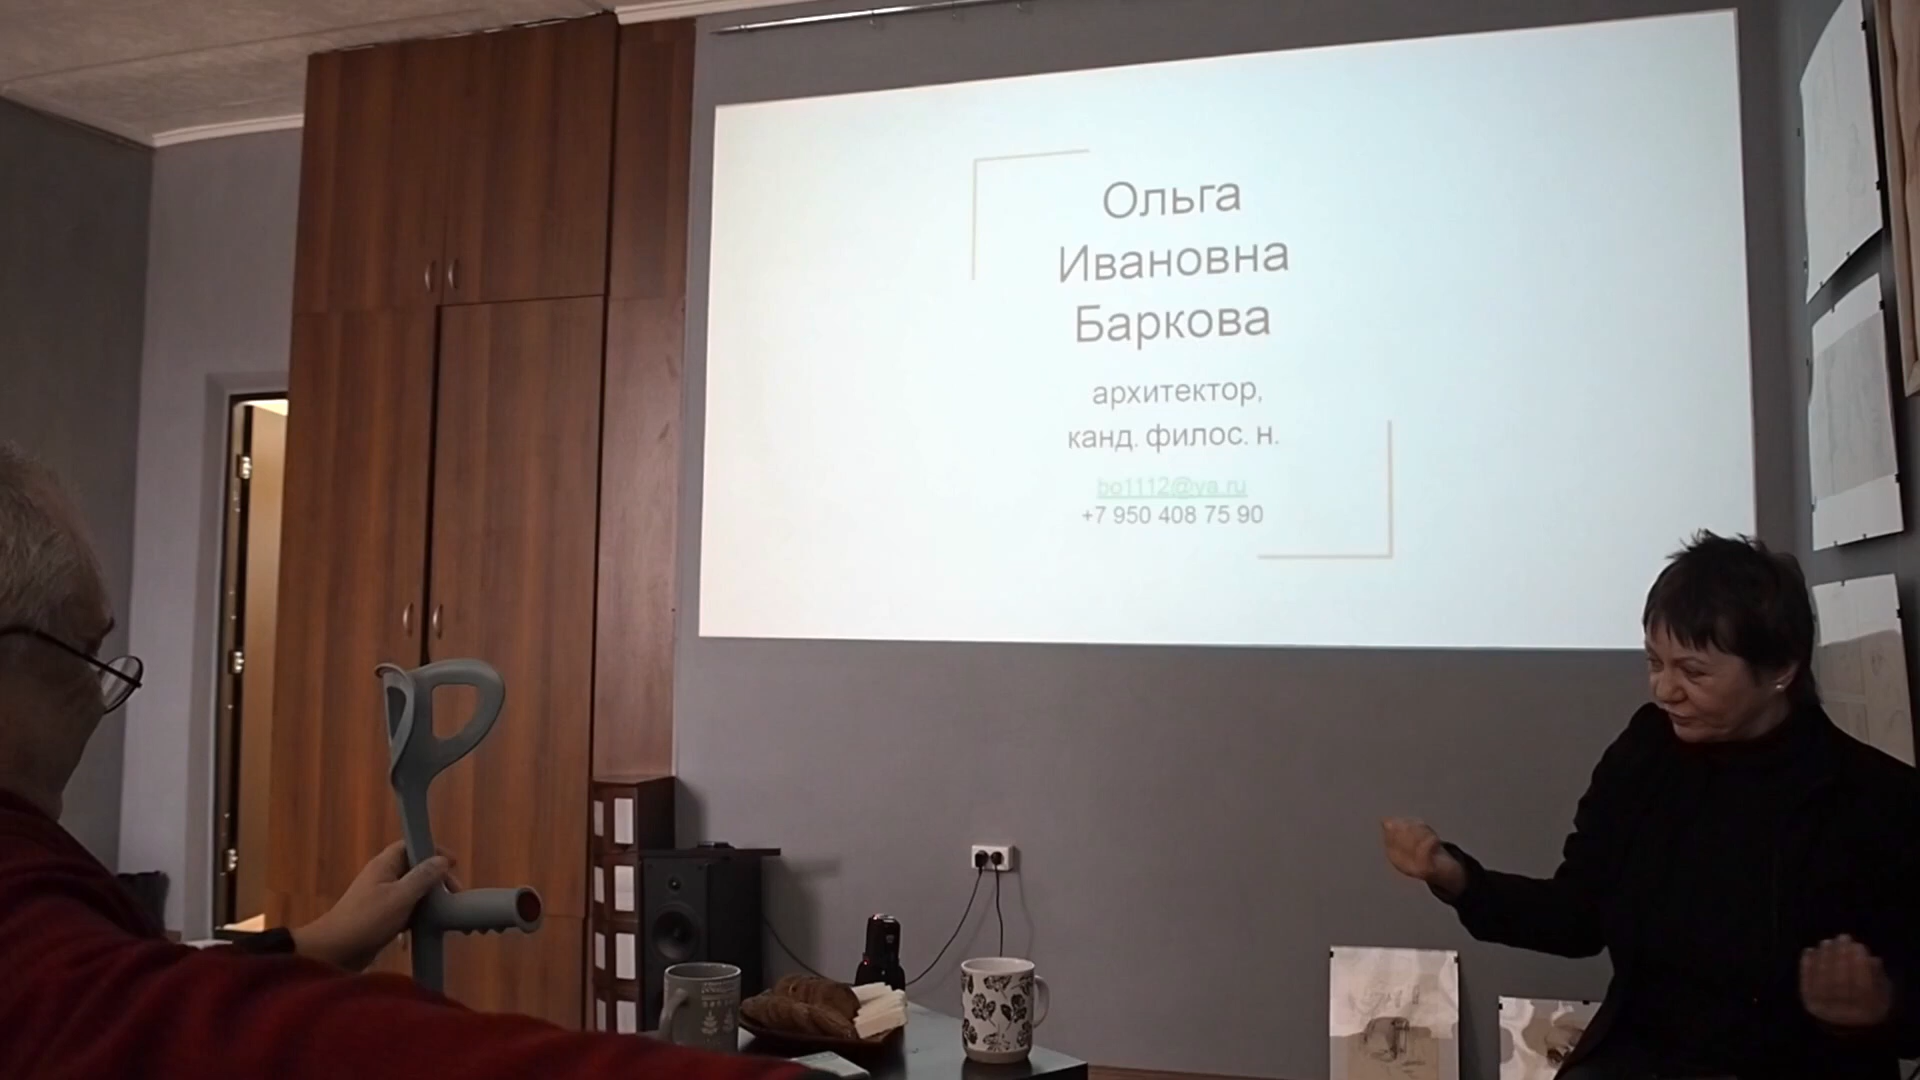 Ольга
Ивановна
Баркова
архитектор,
канд. филос. н.
bo1112@ya.ru
+7 950 408 75 90